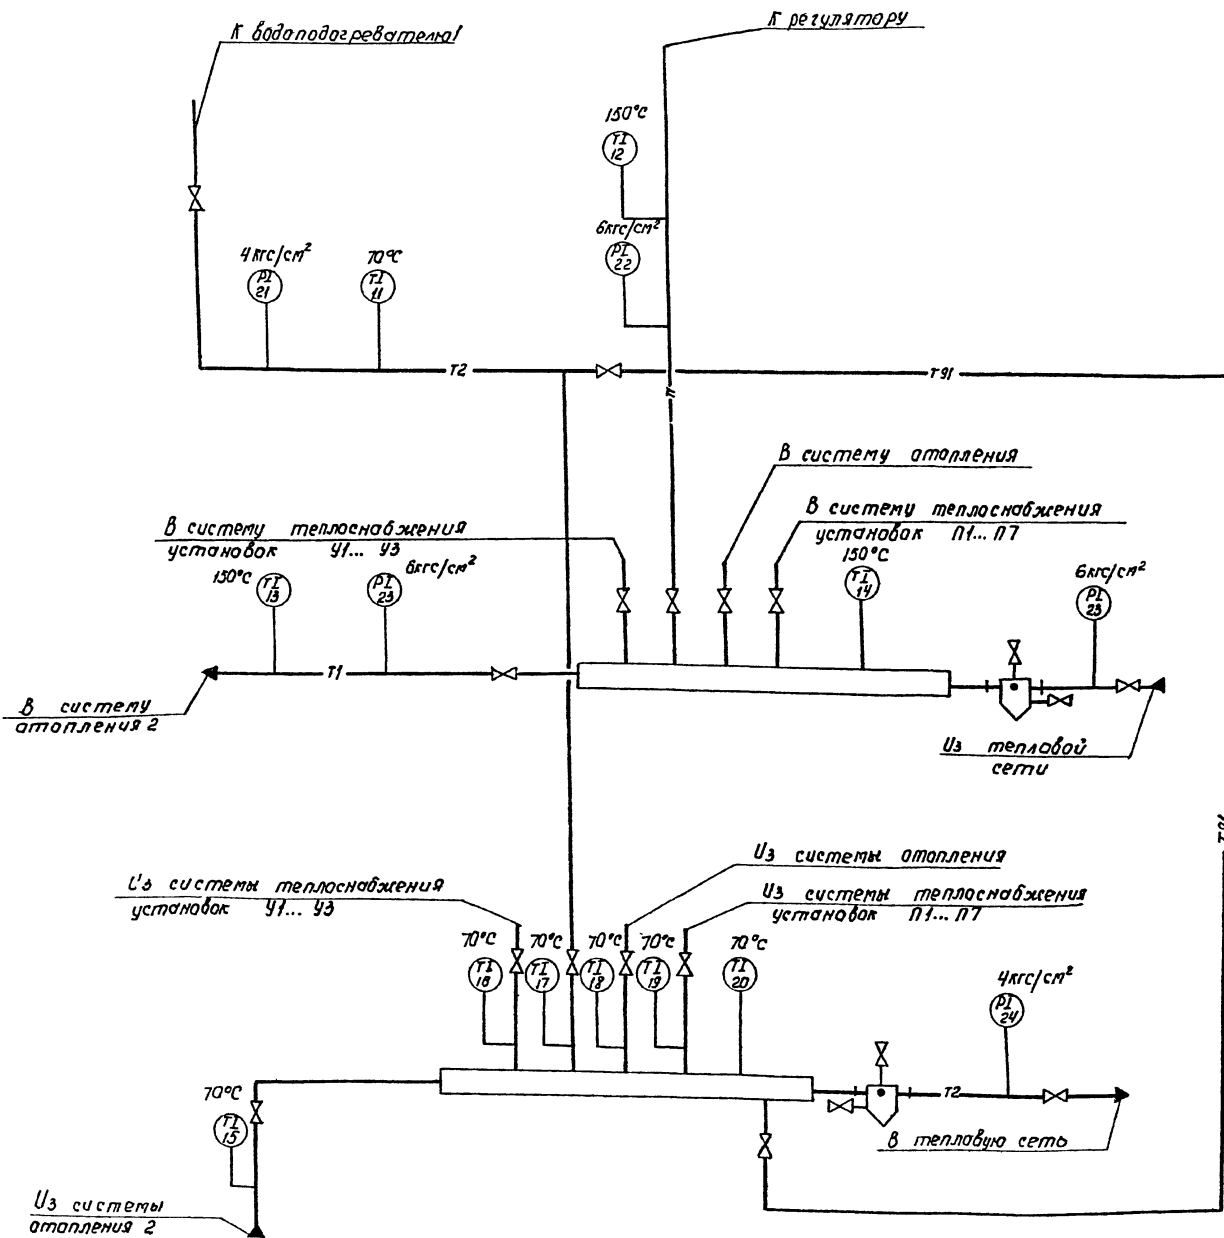 К водоподогревателю 1
К регулятору
150°С
TI
12
6кгс/см²
PI
22
4кгс/см²
PI
21
70°С
TI
11
Т2
Т91
В систему отопления
В систему теплоснабжения
установок У1... У3
В систему теплоснабжения
установок П1... П7
150°С
TI
13
6кгс/см²
PI
23
150°С
TI
14
6кгс/см²
PI
23
Т1
В систему
отопления 2
Из тепловой
сети
Из системы отопления
Из системы теплоснабжения
установок У1... У3
Из системы теплоснабжения
установок П1... П7
70°С
TI
16
70°С
TI
17
70°С
TI
18
70°С
TI
19
70°С
TI
20
4кгс/см²
PI
24
70°С
TI
15
Т2
В тепловую сеть
Из системы
отопления 2